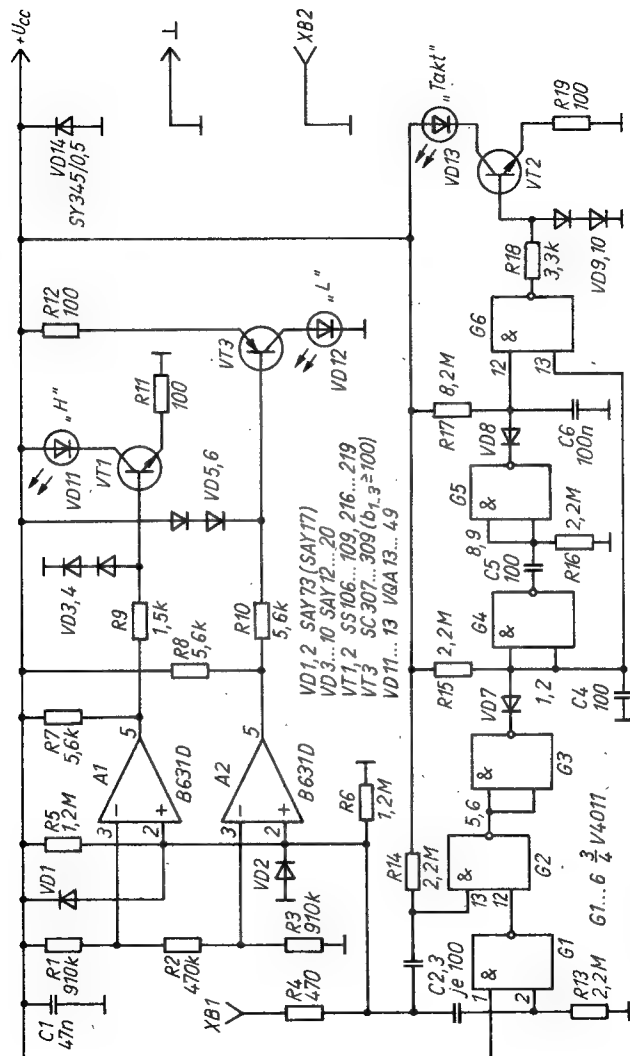 +Ucc
⊥
XB2
VD14
SY345/0,5
R12
100
„H“
VD11
VT1
R11
100
VT3
„L“
VD12
VD3,4
R9
1,5k
VD5,6
R7
5,6k
R8
5,6k
R10
5,6k
R5
1,2M
A1
B631D
3
2
5
A2
B631D
3
2
5
VD1
VD2
R1
910k
R2
470k
R3
910k
C1
47n
R6
1,2M
XB1
R4
470
VD1,2 SAY73 (SAY17)
VD3...10 SAY12...20
VT1,2 SS106...109, 216...219
VT3 SC307...309 (b1...3≧100)
VD11...13 VQA 13...49
„Takt“
VD13
VT2
R19
100
R18
3,3k
VD9,10
G6
&
12
13
R17
8,2M
VD8
C6
100n
G5
&
8,9
C5
100
R16
2,2M
G4
&
1,2
R15
2,2M
VD7
C4
100
G3
&
5,6
R14
2,2M
G2
&
13
12
C2,3
je 100
G1
&
1
2
R13
2,2M
G1...6 3/4 V4011